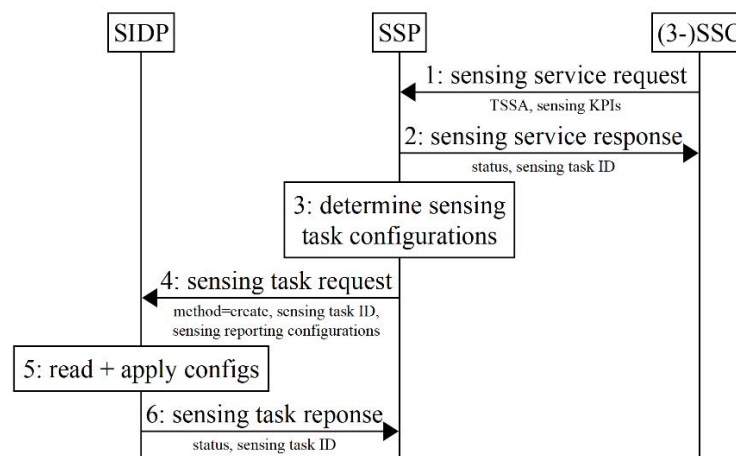 SIDP
SSP
(3-)SSC
1: sensing service request
TSSA, sensing KPIs
2: sensing service response
status, sensing task ID
3: determine sensing
task configurations
4: sensing task request
method=create, sensing task ID,
sensing reporting configurations
5: read + apply configs
6: sensing task reponse
status, sensing task ID